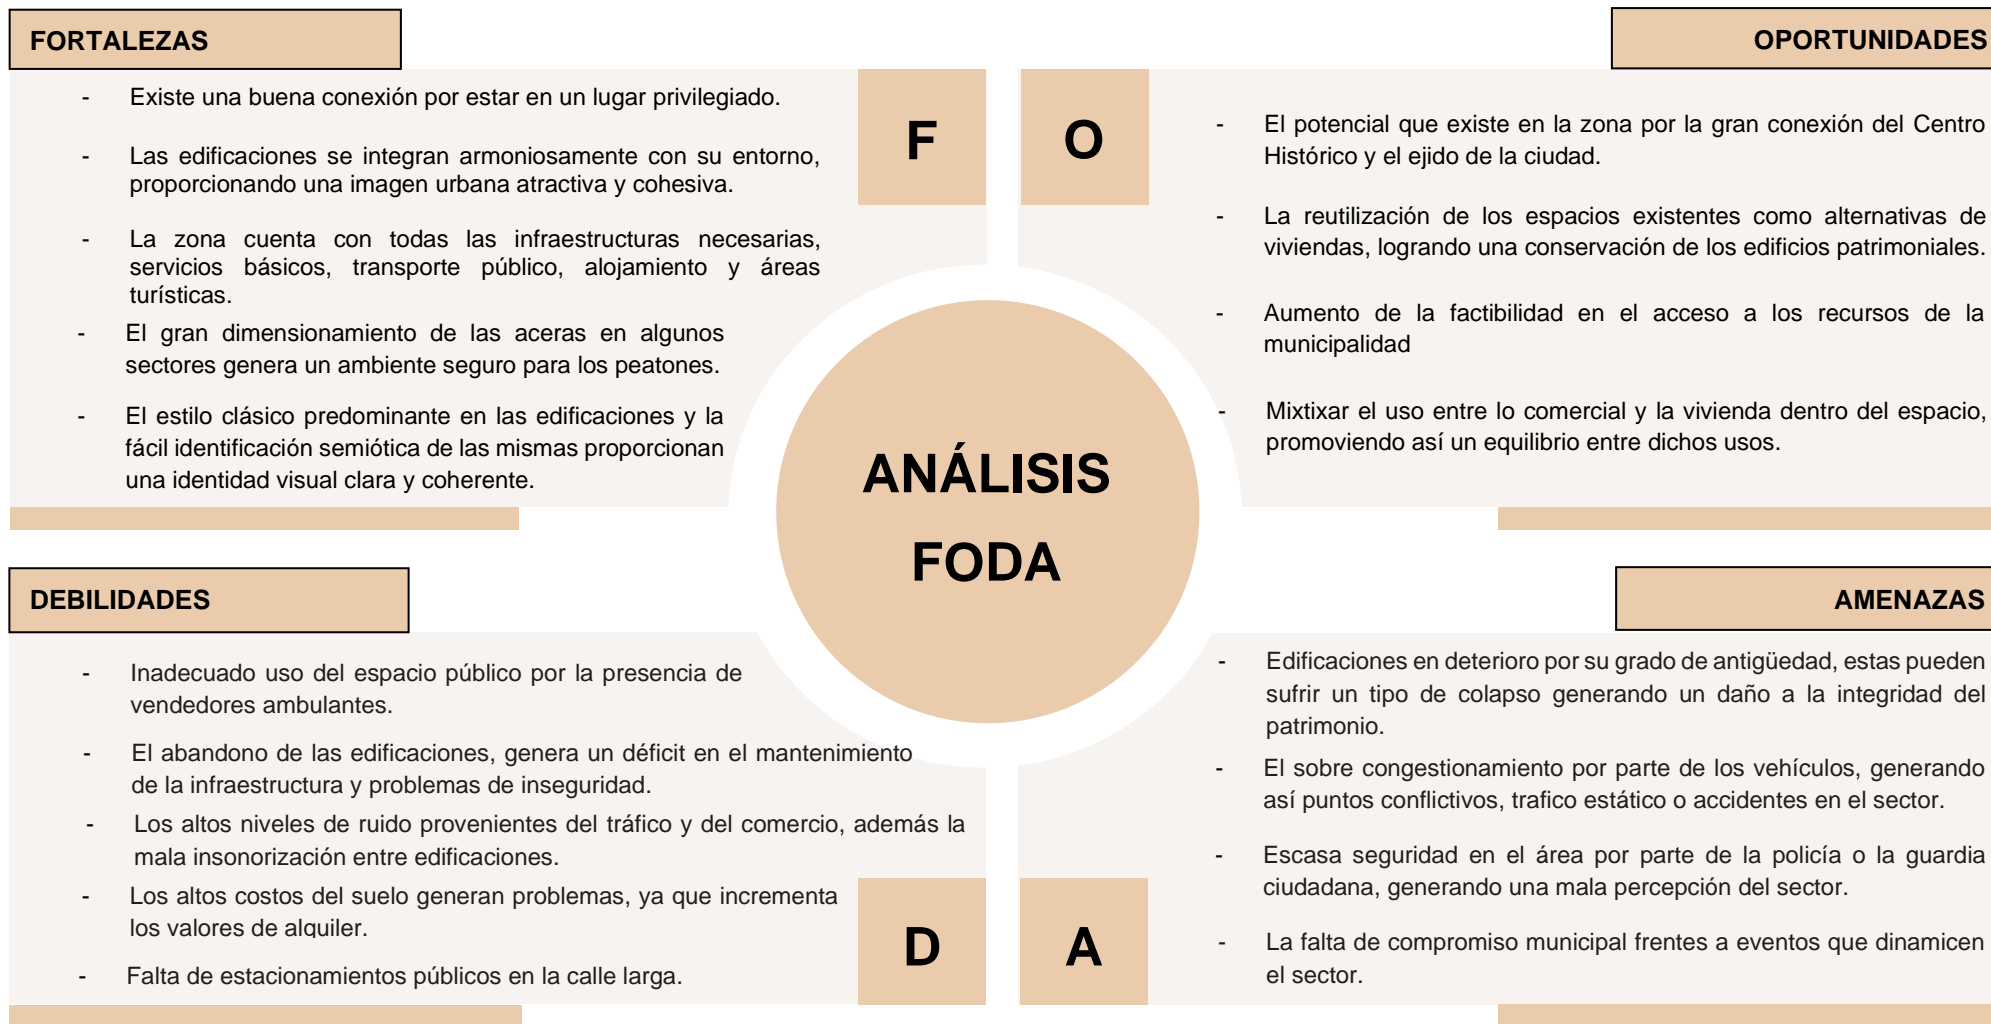 FORTALEZAS
- Existe una buena conexión por estar en un lugar privilegiado.
- Las edificaciones se integran armoniosamente con su entorno,
proporcionando una imagen urbana atractiva y cohesiva.
- La zona cuenta con todas las infraestructuras necesarias,
servicios básicos, transporte público, alojamiento y áreas
turísticas.
- El gran dimensionamiento de las aceras en algunos
sectores genera un ambiente seguro para los peatones.
- El estilo clásico predominante en las edificaciones y la
fácil identificación semiótica de las mismas proporcionan
una identidad visual clara y coherente.
F
O
OPORTUNIDADES
- El potencial que existe en la zona por la gran conexión del Centro
Histórico y el ejido de la ciudad.
- La reutilización de los espacios existentes como alternativas de
viviendas, logrando una conservación de los edificios patrimoniales.
- Aumento de la factibilidad en el acceso a los recursos de la
municipalidad
- Mixtixar el uso entre lo comercial y la vivienda dentro del espacio,
promoviendo así un equilibrio entre dichos usos.
ANÁLISIS
FODA
DEBILIDADES
- Inadecuado uso del espacio público por la presencia de
vendedores ambulantes.
- El abandono de las edificaciones, genera un déficit en el mantenimiento
de la infraestructura y problemas de inseguridad.
- Los altos niveles de ruido provenientes del tráfico y del comercio, además la
mala insonorización entre edificaciones.
- Los altos costos del suelo generan problemas, ya que incrementa
los valores de alquiler.
- Falta de estacionamientos públicos en la calle larga.
D
A
AMENAZAS
- Edificaciones en deterioro por su grado de antigüedad, estas pueden
sufrir un tipo de colapso generando un daño a la integridad del
patrimonio.
- El sobre congestionamiento por parte de los vehículos, generando
así puntos conflictivos, trafico estático o accidentes en el sector.
- Escasa seguridad en el área por parte de la policía o la guardia
ciudadana, generando una mala percepción del sector.
- La falta de compromiso municipal frentes a eventos que dinamicen
el sector.